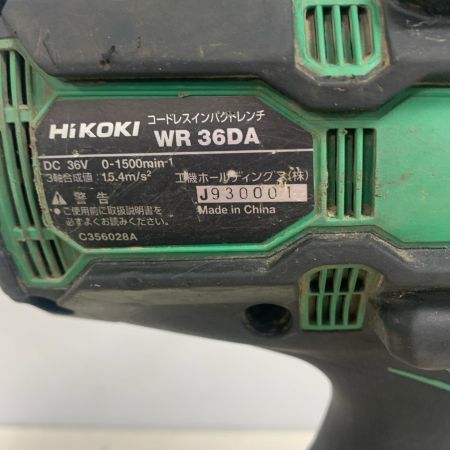 HiKOKI コードレスインパクトレンチ
WR 36DA
DC 36V 0-1500min⁻¹
3軸合成値：15.4m/s²
工機ホールディングス(株)
⚠ 警告
J930001
●ご使用前に取扱説明書を
必ずよくお読みください。
Made in China
C356028A